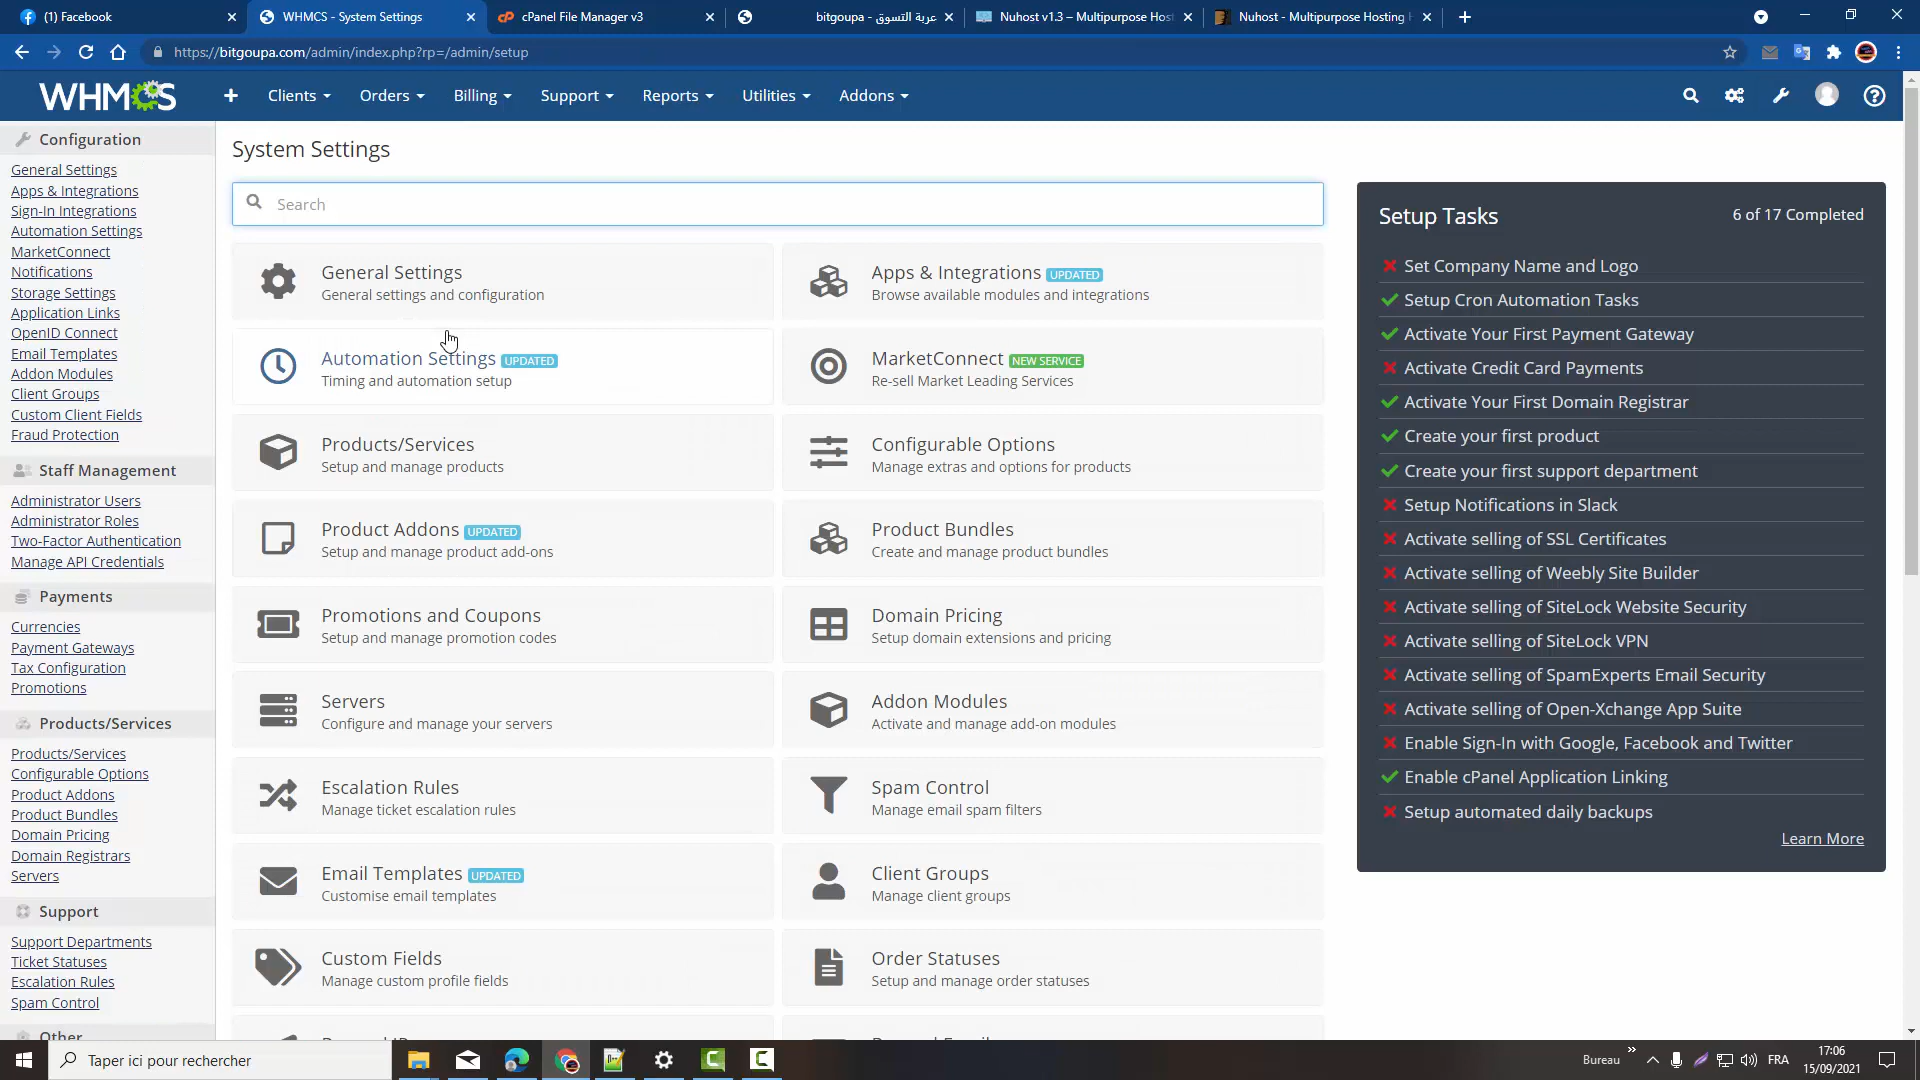 (1) Facebook
WHMCS - System Settings
cPanel File Manager v3
bitgoupa - عربة التسوق
Nuhost v1.3 – Multipurpose Hos
Nuhost - Multipurpose Hosting
https://bitgoupa.com/admin/index.php?rp=/admin/setup
WHMCS
Clients
Orders
Billing
Support
Reports
Utilities
Addons
Configuration
General Settings
Apps & Integrations
Sign-In Integrations
Automation Settings
MarketConnect
Notifications
Storage Settings
Application Links
OpenID Connect
Email Templates
Addon Modules
Client Groups
Custom Client Fields
Fraud Protection
Staff Management
Administrator Users
Administrator Roles
Two-Factor Authentication
Manage API Credentials
Payments
Currencies
Payment Gateways
Tax Configuration
Promotions
Products/Services
Products/Services
Configurable Options
Product Addons
Product Bundles
Domain Pricing
Domain Registrars
Servers
Support
Support Departments
Ticket Statuses
Escalation Rules
Spam Control
Other
System Settings
Search
General Settings
General settings and configuration
Apps & Integrations UPDATED
Browse available modules and integrations
Automation Settings UPDATED
Timing and automation setup
MarketConnect NEW SERVICE
Re-sell Market Leading Services
Products/Services
Setup and manage products
Configurable Options
Manage extras and options for products
Product Addons UPDATED
Setup and manage product add-ons
Product Bundles
Create and manage product bundles
Promotions and Coupons
Setup and manage promotion codes
Domain Pricing
Setup domain extensions and pricing
Servers
Configure and manage your servers
Addon Modules
Activate and manage add-on modules
Escalation Rules
Manage ticket escalation rules
Spam Control
Manage email spam filters
Email Templates UPDATED
Customise email templates
Client Groups
Manage client groups
Custom Fields
Manage custom profile fields
Order Statuses
Setup and manage order statuses
Setup Tasks
6 of 17 Completed
Set Company Name and Logo
Setup Cron Automation Tasks
Activate Your First Payment Gateway
Activate Credit Card Payments
Activate Your First Domain Registrar
Create your first product
Create your first support department
Setup Notifications in Slack
Activate selling of SSL Certificates
Activate selling of Weebly Site Builder
Activate selling of SiteLock Website Security
Activate selling of SiteLock VPN
Activate selling of SpamExperts Email Security
Activate selling of Open-Xchange App Suite
Enable Sign-In with Google, Facebook and Twitter
Enable cPanel Application Linking
Setup automated daily backups
Learn More
Taper ici pour rechercher
Bureau
FRA
17:06
15/09/2021